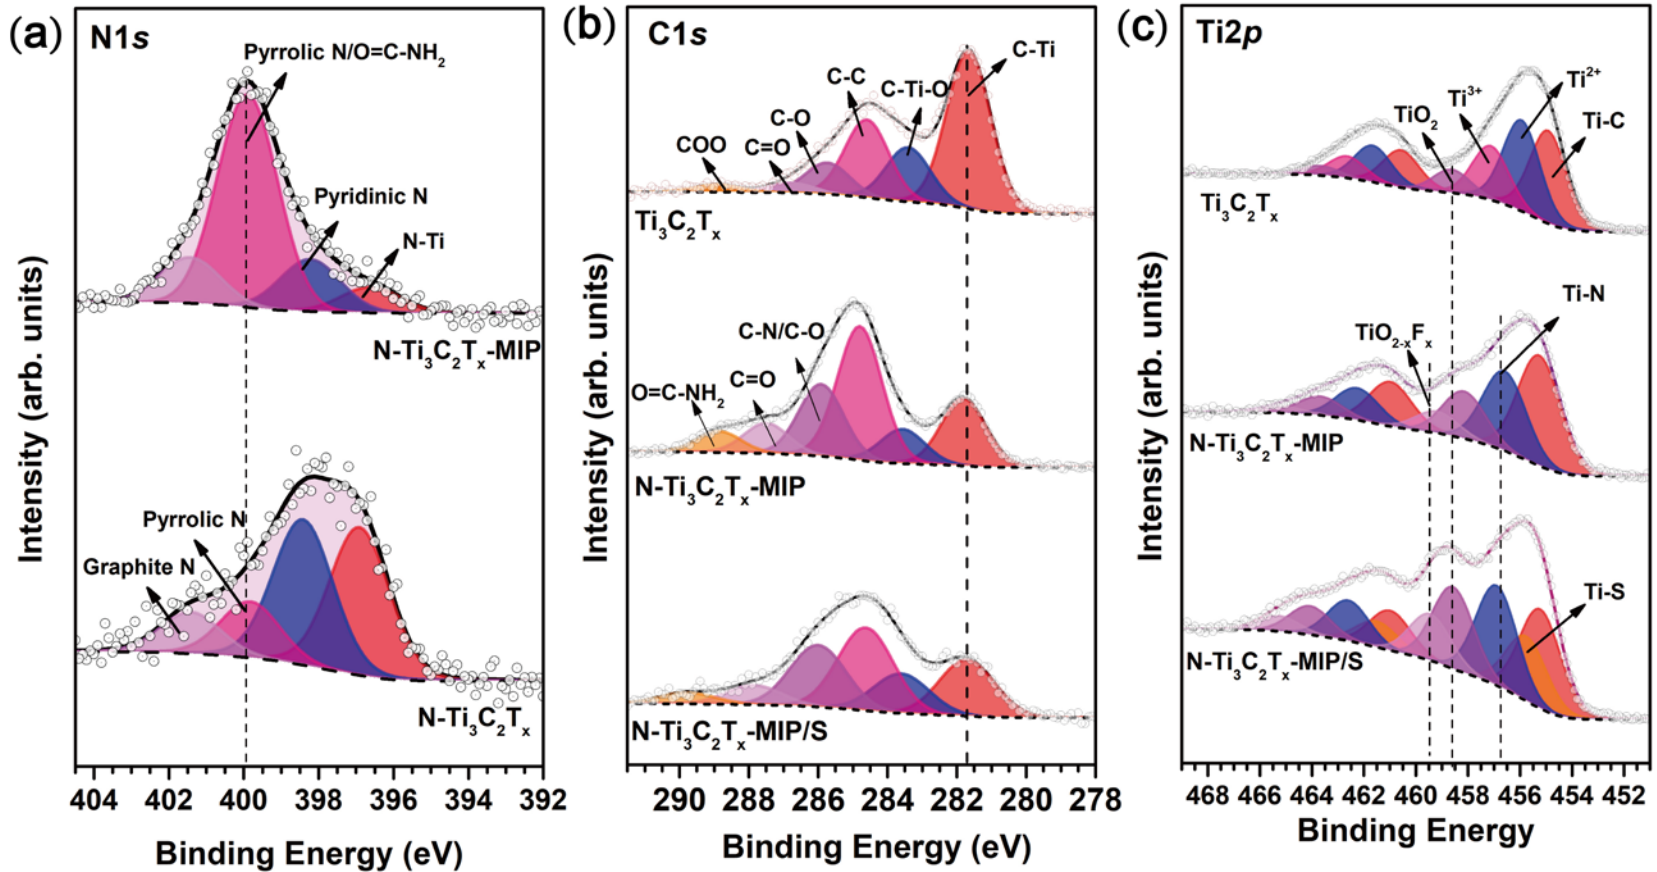 (a)
N1s
Pyrrolic N/O=C-NH₂
Pyridinic N
N-Ti
N-Ti₃C₂Tₓ-MIP
Pyrrolic N
Graphite N
N-Ti₃C₂Tₓ
Intensity (arb. units)
Intensity (arb. units)
404 402 400 398 396 394 392
Binding Energy (eV)
(b)
C1s
C-Ti
C-C
C-Ti-O
C-O
COO
C=O
Ti₃C₂Tₓ
C-N/C-O
C=O
O=C-NH₂
N-Ti₃C₂Tₓ-MIP
N-Ti₃C₂Tₓ-MIP/S
Intensity (arb. units)
290 288 286 284 282 280 278
Binding Energy (eV)
(c)
Ti2p
Ti²⁺
Ti³⁺
TiO₂
Ti-C
Ti₃C₂Tₓ
Ti-N
TiO₂₋ₓFₓ
N-Ti₃C₂Tₓ-MIP
Ti-S
N-Ti₃C₂Tₓ-MIP/S
Intensity (arb. units)
468 466 464 462 460 458 456 454 452
Binding Energy